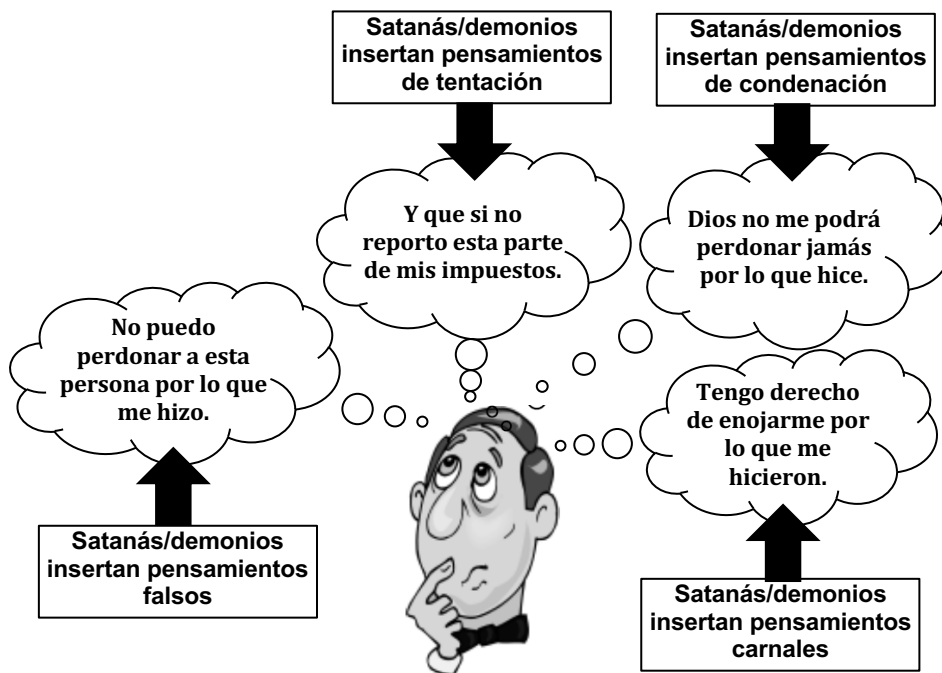 Satanás/demonios
insertan pensamientos
de tentación
Satanás/demonios
insertan pensamientos
de condenación
Y que si no
reporto esta parte
de mis impuestos.
Dios no me podrá
perdonar jamás
por lo que hice.
No puedo
perdonar a esta
persona por lo que
me hizo.
Tengo derecho
de enojarme por
lo que me
hicieron.
Satanás/demonios
insertan pensamientos
falsos
Satanás/demonios
insertan pensamientos
carnales